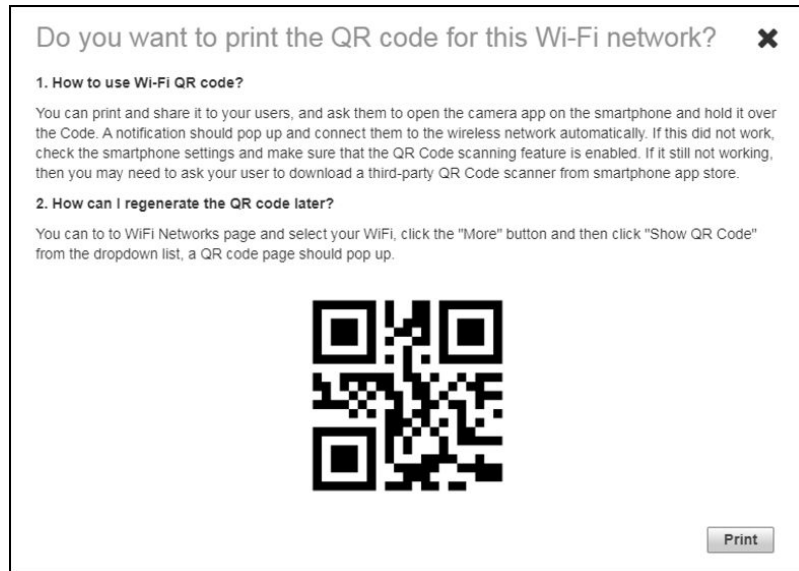 Do you want to print the QR code for this Wi-Fi network?
1. How to use Wi-Fi QR code?
You can print and share it to your users, and ask them to open the camera app on the smartphone and hold it over
the Code. A notification should pop up and connect them to the wireless network automatically. If this did not work,
check the smartphone settings and make sure that the QR Code scanning feature is enabled. If it still not working,
then you may need to ask your user to download a third-party QR Code scanner from smartphone app store.
2. How can I regenerate the QR code later?
You can to to WiFi Networks page and select your WiFi, click the "More" button and then click "Show QR Code"
from the dropdown list, a QR code page should pop up.
Print